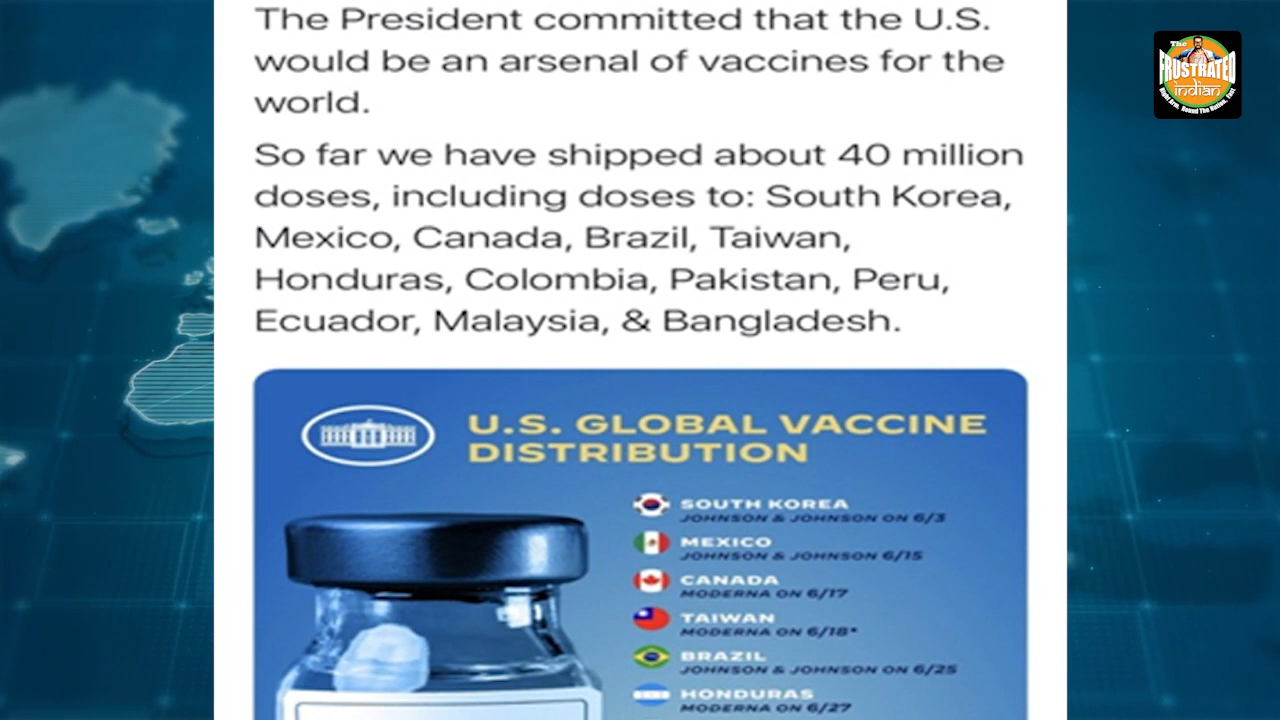 The President committed that the U.S.
would be an arsenal of vaccines for the
world.
So far we have shipped about 40 million
doses, including doses to: South Korea,
Mexico, Canada, Brazil, Taiwan,
Honduras, Colombia, Pakistan, Peru,
Ecuador, Malaysia, & Bangladesh.
U.S. GLOBAL VACCINE
DISTRIBUTION
SOUTH KOREA
JOHNSON & JOHNSON ON 6/3
MEXICO
JOHNSON & JOHNSON 6/15
CANADA
MODERNA ON 6/17
TAIWAN
MODERNA ON 6/18*
BRAZIL
JOHNSON & JOHNSON ON 6/25
HONDURAS
MODERNA ON 6/27
The
FRUSTRATED
indian